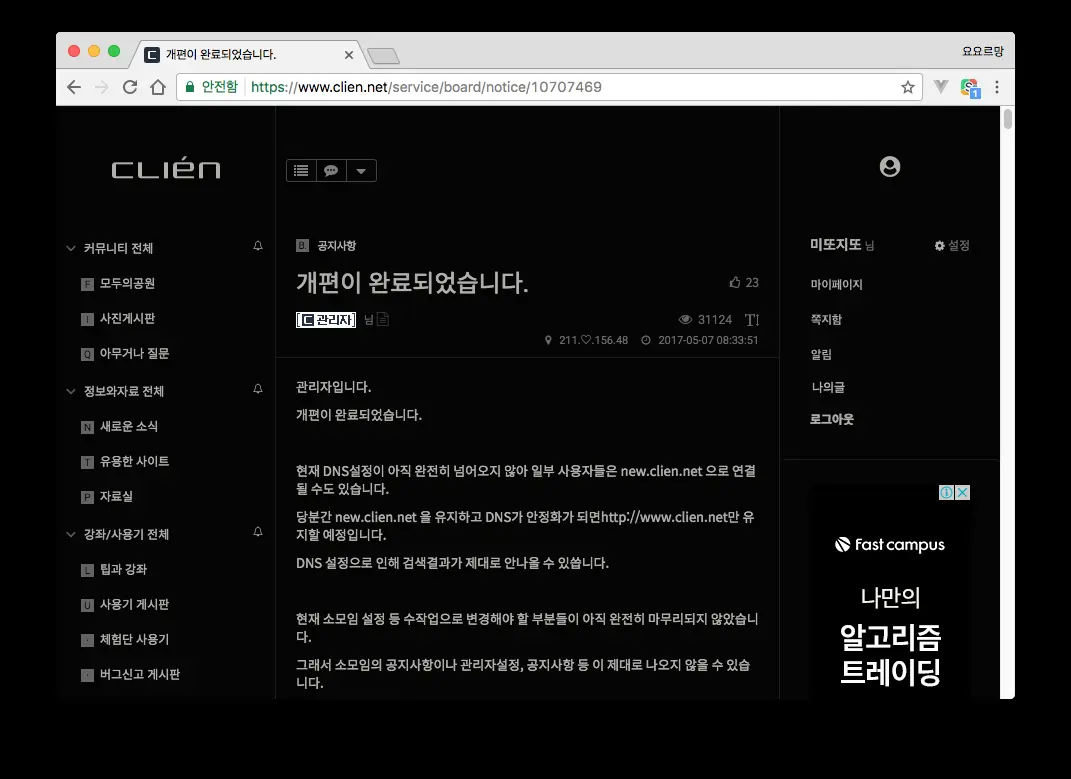 개편이 완료되었습니다.
요요르망
안전함 https://www.clien.net/service/board/notice/10707469
1
CLIÉN
커뮤니티 전체
F 모두의공원
I 사진게시판
Q 아무거나 질문
정보와자료 전체
N 새로운 소식
T 유용한 사이트
P 자료실
강좌/사용기 전체
L 팁과 강좌
U 사용기 게시판
· 체험단 사용기
· 버그신고 게시판
B 공지사항
개편이 완료되었습니다.
23
[C 관리자] 님
31124
211.♡.156.48 2017-05-07 08:33:51
관리자입니다.
개편이 완료되었습니다.
현재 DNS설정이 아직 완전히 넘어오지 않아 일부 사용자들은 new.clien.net 으로 연결
될 수도 있습니다.
당분간 new.clien.net 을 유지하고 DNS가 안정화가 되면http://www.clien.net만 유
지할 예정입니다.
DNS 설정으로 인해 검색결과가 제대로 안나올 수 있씁니다.
현재 소모임 설정 등 수작업으로 변경해야 할 부분들이 아직 완전히 마무리되지 않았습니
다.
그래서 소모임의 공지사항이나 관리자설정, 공지사항 등 이 제대로 나오지 않을 수 있습
니다.
미또지또 님
설정
마이페이지
쪽지함
알림
나의글
로그아웃
Fast campus
나만의
알고리즘
트레이딩